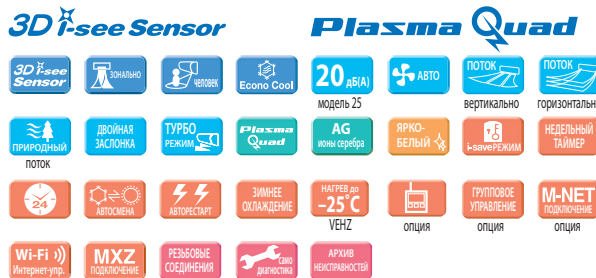 3D i-see Sensor
Plasma Quad
3D i-see
Sensor
ЗОНАЛЬНО
ЧЕЛОВЕК
Econo Cool
20 дБ(А)
модель 25
АВТО
ПОТОК
вертикально
ПОТОК
горизонтальн
ПРИРОДНЫЙ
поток
ДВОЙНАЯ
ЗАСЛОНКА
ТУРБО
РЕЖИМ
Plasma
Quad
AG
ионы серебра
ЯРКО-
БЕЛЫЙ
i-save РЕЖИМ
НЕДЕЛЬНЫЙ
ТАЙМЕР
24
АВТОСМЕНА
АВТОРЕСТАРТ
ЗИМНЕЕ
ОХЛАЖДЕНИЕ
НАГРЕВ до
–25˚C
VEHZ
опция
ГРУППОВОЕ
УПРАВЛЕНИЕ
опция
M-NET
ПОДКЛЮЧЕНИЕ
опция
Wi-Fi
Интернет-упр.
MXZ
ПОДКЛЮЧЕНИЕ
РЕЗЬБОВЫЕ
СОЕДИНЕНИЯ
само
диагностика
АРХИВ
НЕИСПРАВНОСТЕЙ